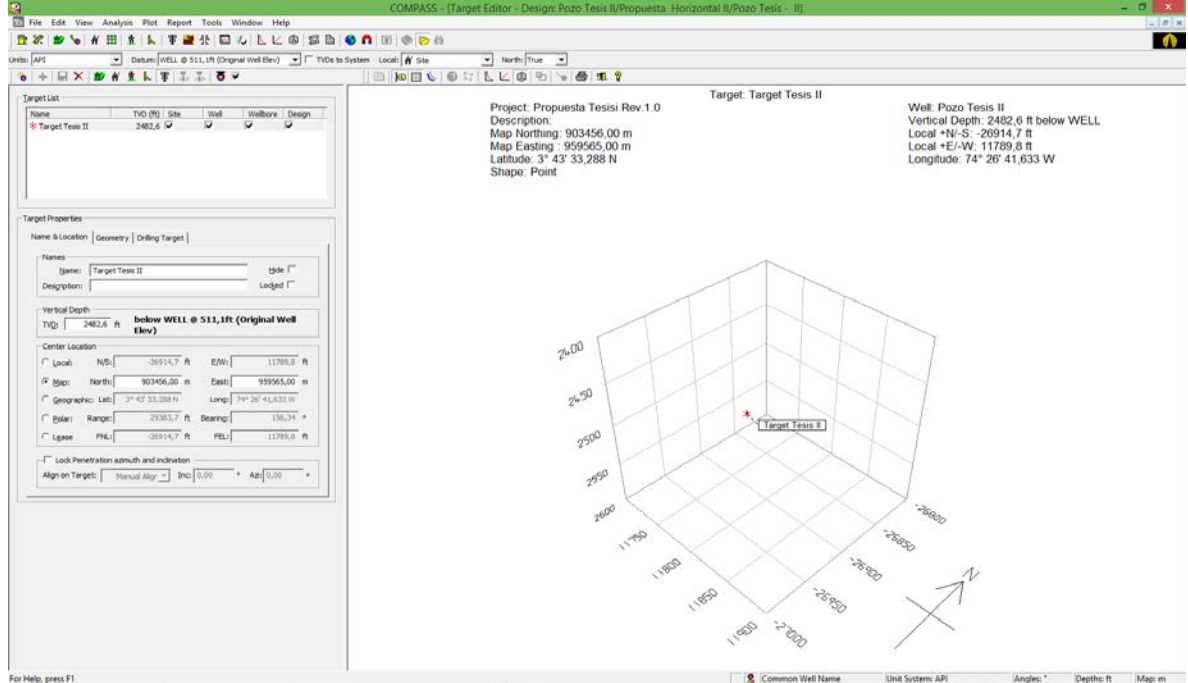 COMPASS - [Target Editor - Design: Pozo Tesis II/Propuesta Horizontal II/Pozo Tesis - II]
File Edit View Analysis Plot Report Tools Window Help
Units: API Datum: WELL @ 511,1ft (Original Well Elev) TVDs to System Local: Site North: True
Target List
Name TVD (ft) Site Well Wellbore Design
Target Tesis II 2482,6
Target Properties
Name & Location Geometry Drilling Target
Names
Name: Target Tesis II Hide
Description: Locked
Vertical Depth
TVD: 2482,6 ft below WELL @ 511,1ft (Original Well Elev)
Center Location
Local: N/S: -26914,7 ft E/W: 11789,8 ft
Map: North: 903456,00 m East: 959565,00 m
Geographic: Lat: 3° 43' 33,288 N Long: 74° 26' 41,633 W
Polar: Range: 29383,7 ft Bearing: 156,34 °
Lease FNL: -26914,7 ft FEL: 11789,8 ft
Lock Penetration azimuth and inclination
Align on Target: Manual Align Inc: 0,00 ° Azi: 0,00 °
Target: Target Tesis II
Project: Propuesta Tesisi Rev.1.0
Description:
Map Northing: 903456,00 m
Map Easting : 959565,00 m
Latitude: 3° 43' 33,288 N
Shape: Point
Well: Pozo Tesis II
Vertical Depth: 2482,6 ft below WELL
Local +N/-S: -26914,7 ft
Local +E/-W: 11789,8 ft
Longitude: 74° 26' 41,633 W
2400
2450
2500
2550
2600
Target Tesis II
11750
11800
11850
11900
-26800
-26850
-26900
-26950
-27000
N
For Help, press F1
Common Well Name Unit System: API Angles: ° Depths: ft Map: m